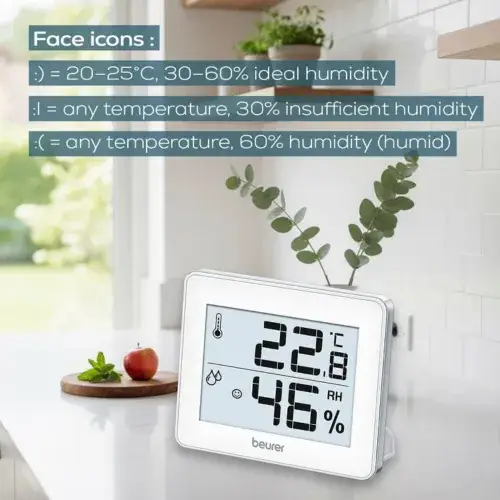 Face icons :
:) = 20–25°C, 30–60% ideal humidity
:I = any temperature, 30% insufficient humidity
:( = any temperature, 60% humidity (humid)
22,8 °C
46 % RH
beurer